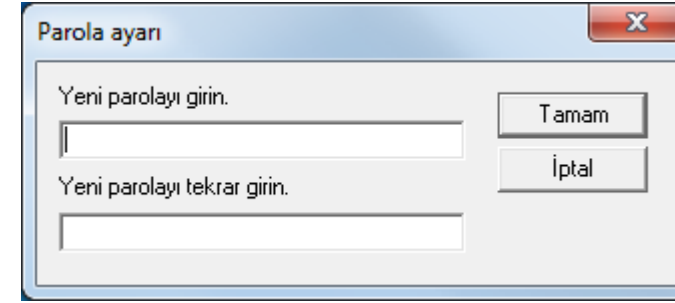 Parola ayarı
Yeni parolayı girin.
Tamam
İptal
Yeni parolayı tekrar girin.